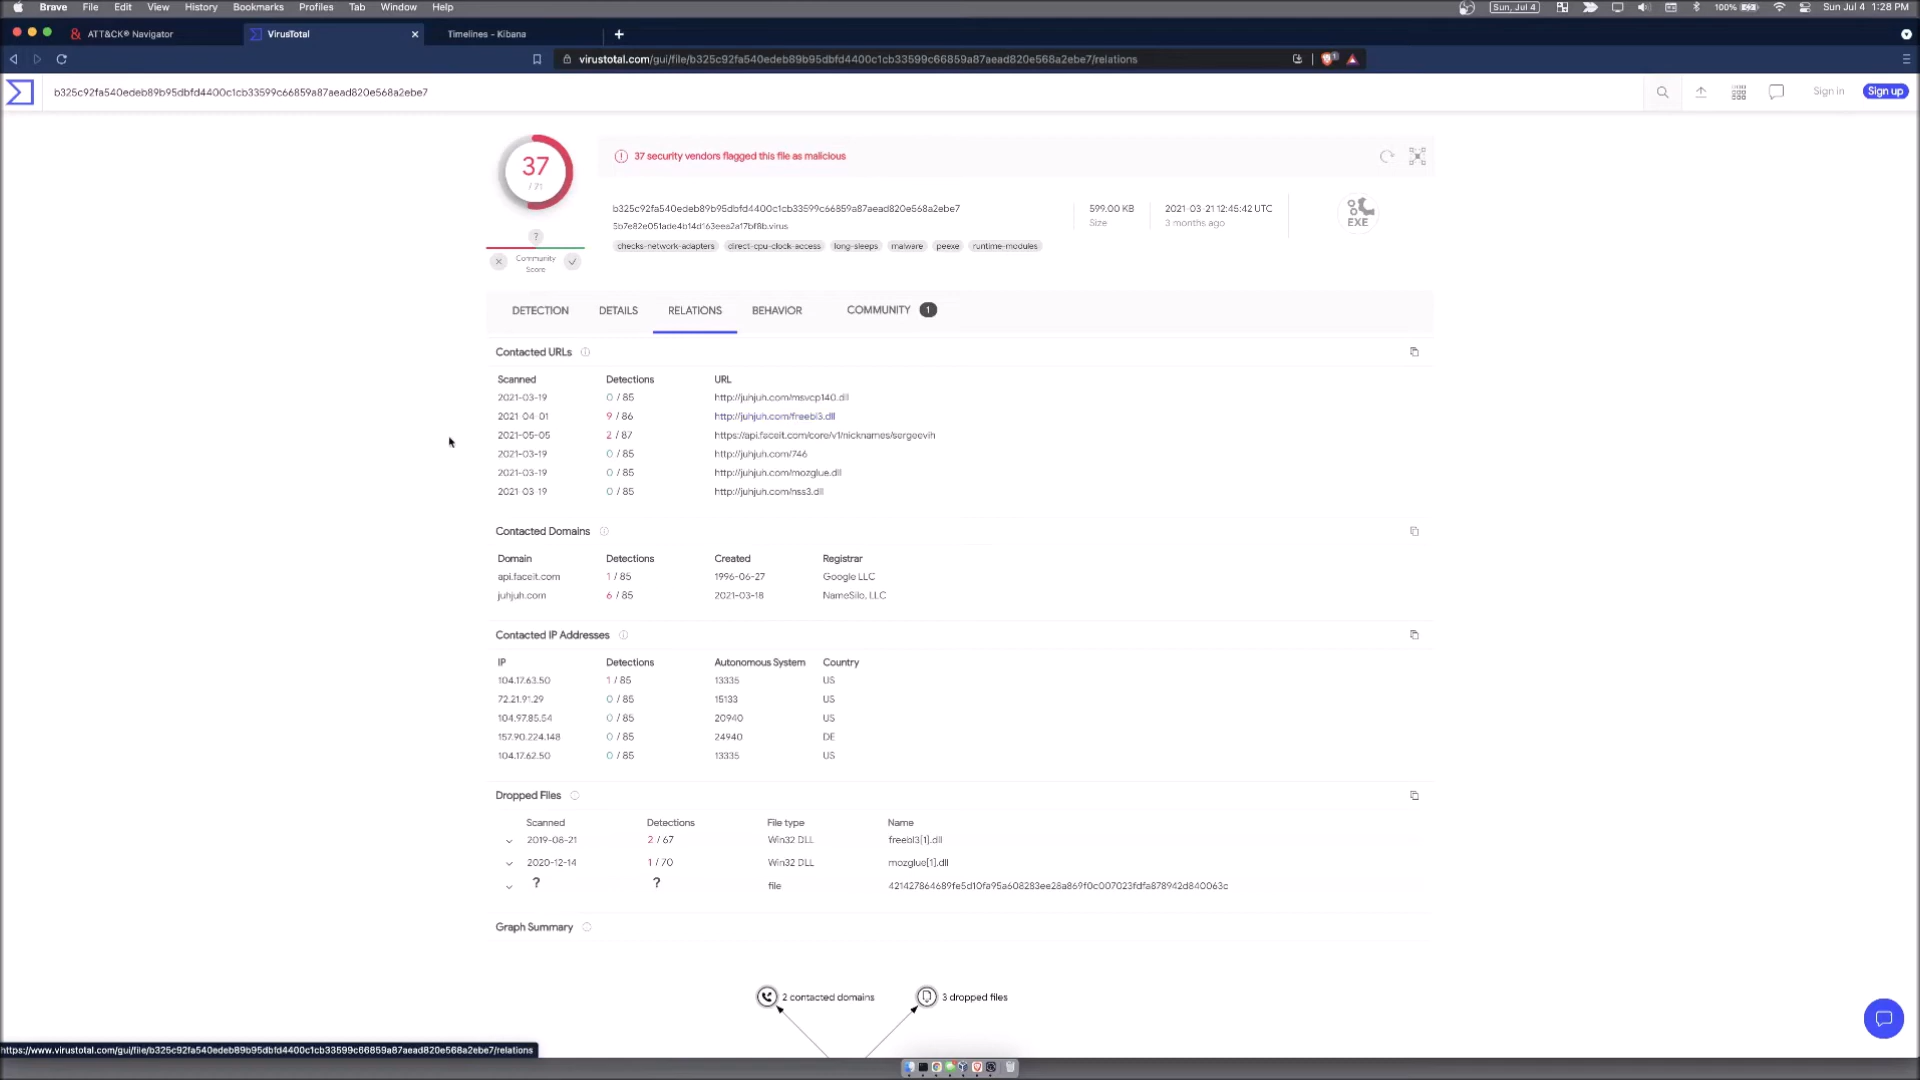 Brave File Edit View History Bookmarks Profiles Tab Window Help Sun, Jul 4 100% Sun Jul 4 1:28 PM
ATT&CK® Navigator VirusTotal Timelines - Kibana
virustotal.com/gui/file/b325c92fa540edeb89b95dbfd4400c1cb33599c66859a87aead820e568a2ebe7/relations
b325c92fa540edeb89b95dbfd4400c1cb33599c66859a87aead820e568a2ebe7 Sign in Sign up
37
/ 71
37 security vendors flagged this file as malicious
b325c92fa540edeb89b95dbfd4400c1cb33599c66859a87aead820e568a2ebe7
5b7e82e051ade4b14d163eea2a17bf8b.virus
599.00 KB
Size
2021-03-21 12:45:42 UTC
3 months ago
EXE
checks-network-adapters direct-cpu-clock-access long-sleeps malware peexe runtime-modules
?
Community
Score
DETECTION DETAILS RELATIONS BEHAVIOR COMMUNITY 1
Contacted URLs
Scanned Detections URL
2021-03-19 0 / 85 http://juhjuh.com/msvcp140.dll
2021-04-01 9 / 86 http://juhjuh.com/freebl3.dll
2021-05-05 2 / 87 https://api.faceit.com/core/v1/nicknames/sergeevih
2021-03-19 0 / 85 http://juhjuh.com/746
2021-03-19 0 / 85 http://juhjuh.com/mozglue.dll
2021-03-19 0 / 85 http://juhjuh.com/nss3.dll
Contacted Domains
Domain Detections Created Registrar
api.faceit.com 1 / 85 1996-06-27 Google LLC
juhjuh.com 6 / 85 2021-03-18 NameSilo, LLC
Contacted IP Addresses
IP Detections Autonomous System Country
104.17.63.50 1 / 85 13335 US
72.21.91.29 0 / 85 15133 US
104.97.85.54 0 / 85 20940 US
157.90.224.148 0 / 85 24940 DE
104.17.62.50 0 / 85 13335 US
Dropped Files
Scanned Detections File type Name
2019-08-21 2 / 67 Win32 DLL freebl3[1].dll
2020-12-14 1 / 70 Win32 DLL mozglue[1].dll
? ? file 421427864689fe5d10fa95a608283ee28a869f0c007023fdfa878942d840063c
Graph Summary
2 contacted domains 3 dropped files
https://www.virustotal.com/gui/file/b325c92fa540edeb89b95dbfd4400c1cb33599c66859a87aead820e568a2ebe7/relations